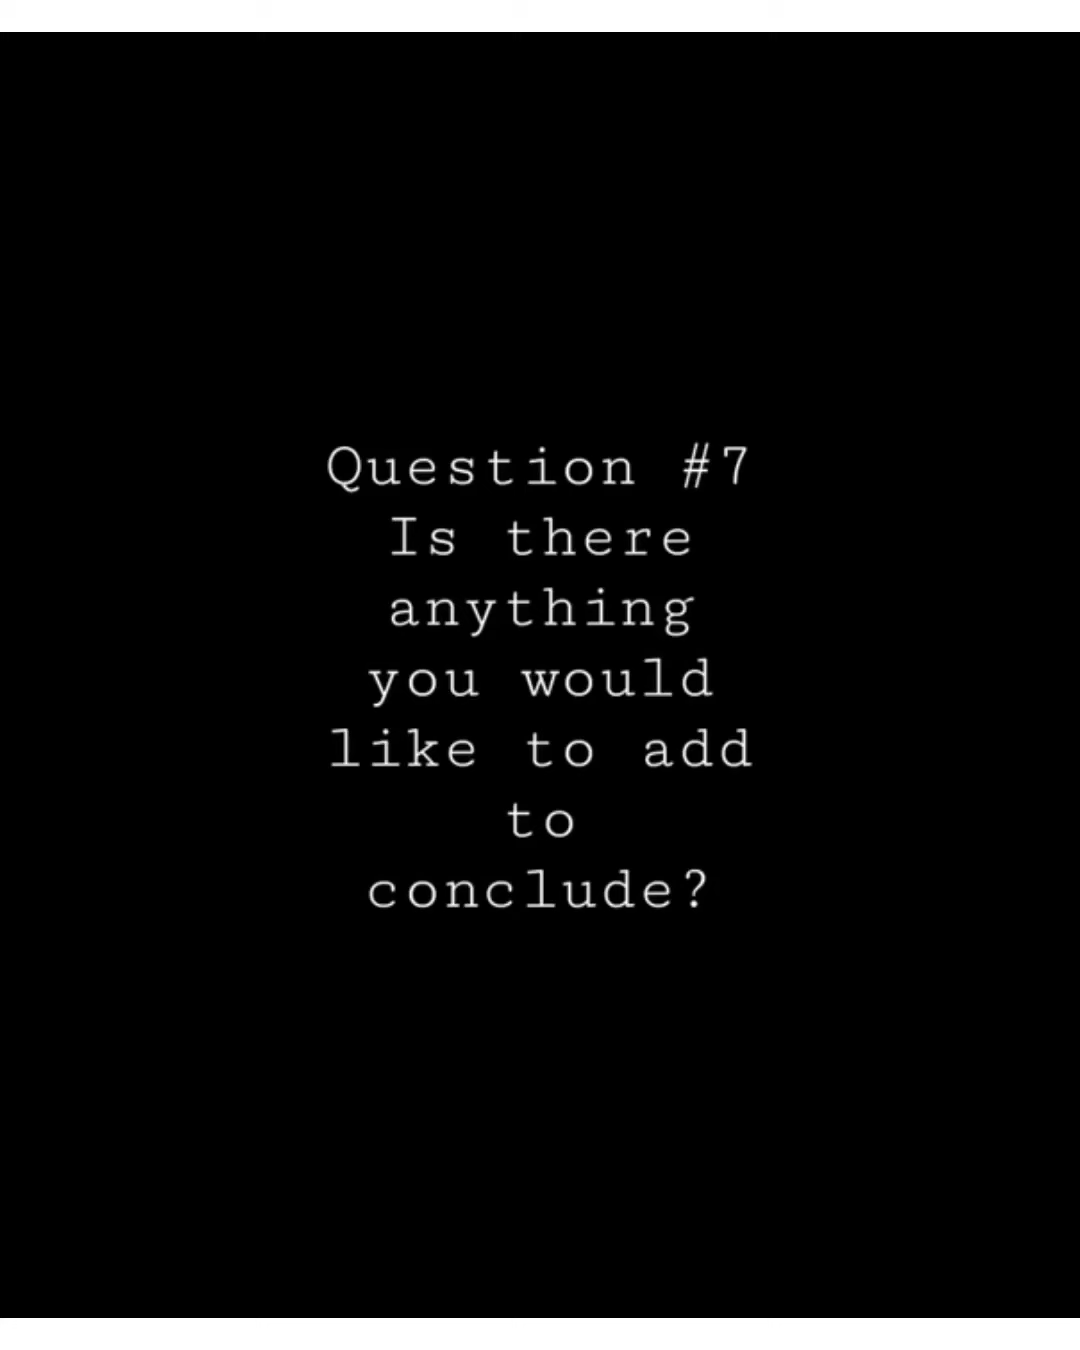 Question #7
Is there
anything
you would
like to add
to
conclude?